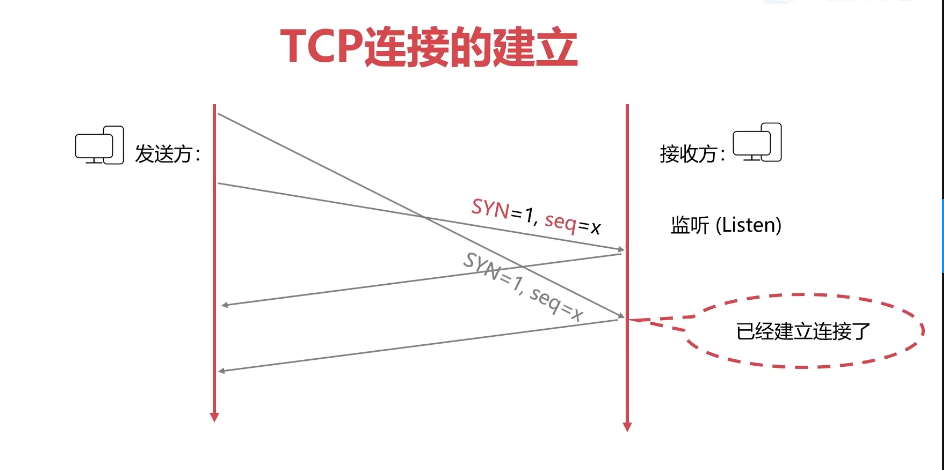 TCP连接的建立
发送方：
接收方：
SYN=1, seq=x
监听 (Listen)
SYN=1, seq=x
已经建立连接了